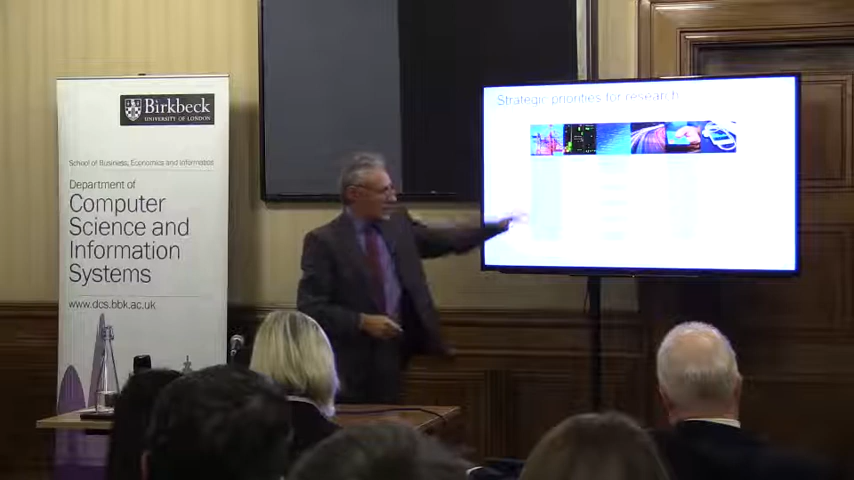 Birkbeck
UNIVERSITY OF LONDON
School of Business, Economics and Informatics
Department of
Computer
Science and
Information
Systems
www.dcs.bbk.ac.uk
Strategic priorities for research